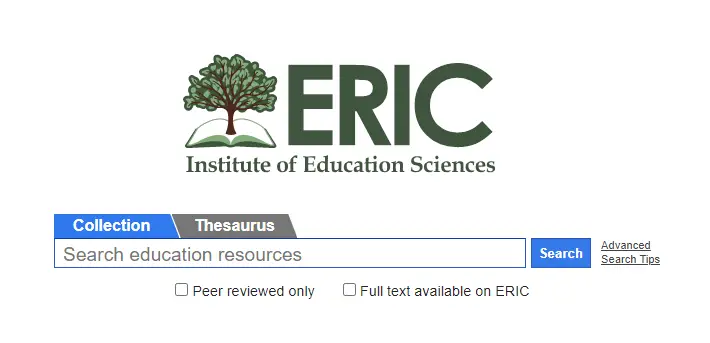 ERIC
Institute of Education Sciences
Collection Thesaurus
Search education resources Search Advanced
Search Tips
Peer reviewed only Full text available on ERIC